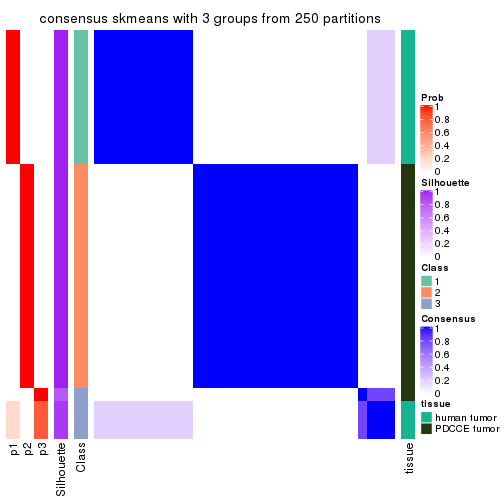 consensus skmeans with 3 groups from 250 partitions
Prob
1
0.8
0.6
0.4
0.2
0
Silhouette
1
0.8
0.6
0.4
0.2
0
Class
1
2
3
Consensus
1
0.8
0.6
0.4
0.2
0
tissue
human tumor
PDCCE tumor
p1
p2
p3
Silhouette
Class
tissue